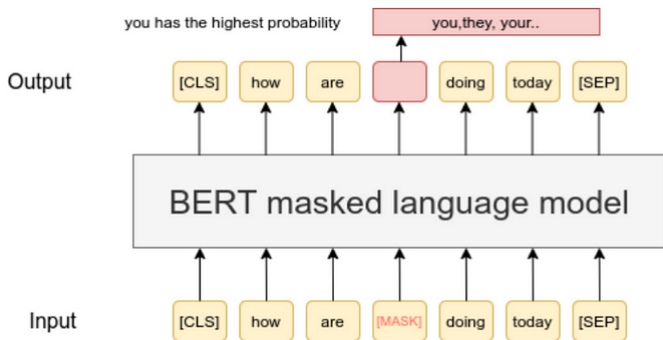 you has the highest probability
you,they, your..
Output
[CLS] how are doing today [SEP]
BERT masked language model
Input
[CLS] how are [MASK] doing today [SEP]